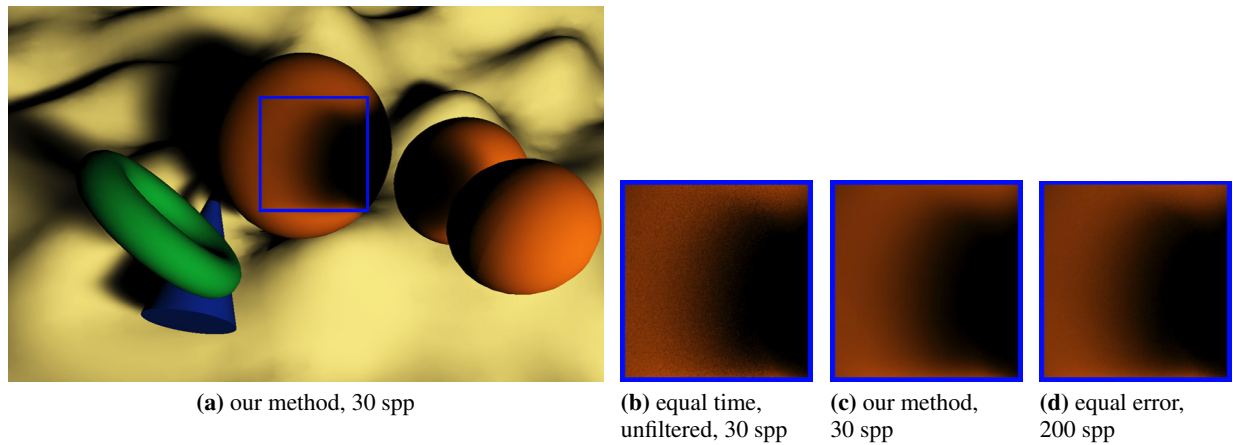 (a) our method, 30 spp
(b) equal time,
unfiltered, 30 spp
(c) our method,
30 spp
(d) equal error,
200 spp